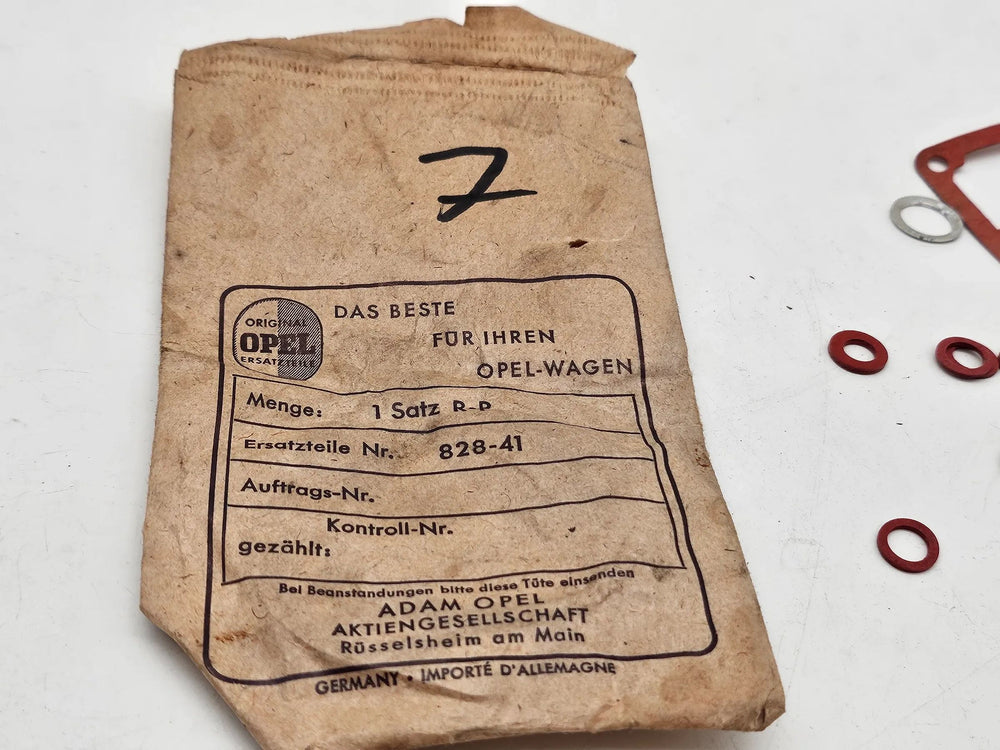 7
ORIGINAL
OPEL
ERSATZTEILE
DAS BESTE
FÜR IHREN
OPEL-WAGEN
Menge: 1 Satz R-P
Ersatzteile Nr. 828-41
Auftrags-Nr.
Kontroll-Nr.
gezählt:
Bei Beanstandungen bitte diese Tüte einsenden
ADAM OPEL
AKTIENGESELLSCHAFT
Rüsselsheim am Main
GERMANY • IMPORTÉ D'ALLEMAGNE